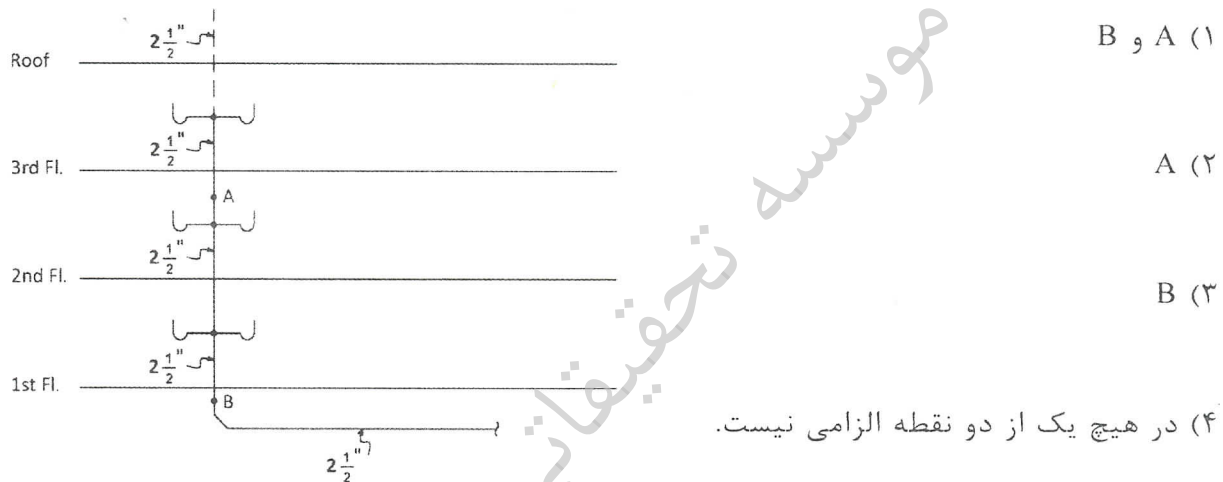 2 1/2"
Roof
2 1/2"
3rd Fl.
A
2 1/2"
2nd Fl.
2 1/2"
1st Fl.
B
2 1/2"
۱) A و B
۲) A
۳) B
۴) در هیچ یک از دو نقطه الزامی نیست.
موسسه تحقیقاتی